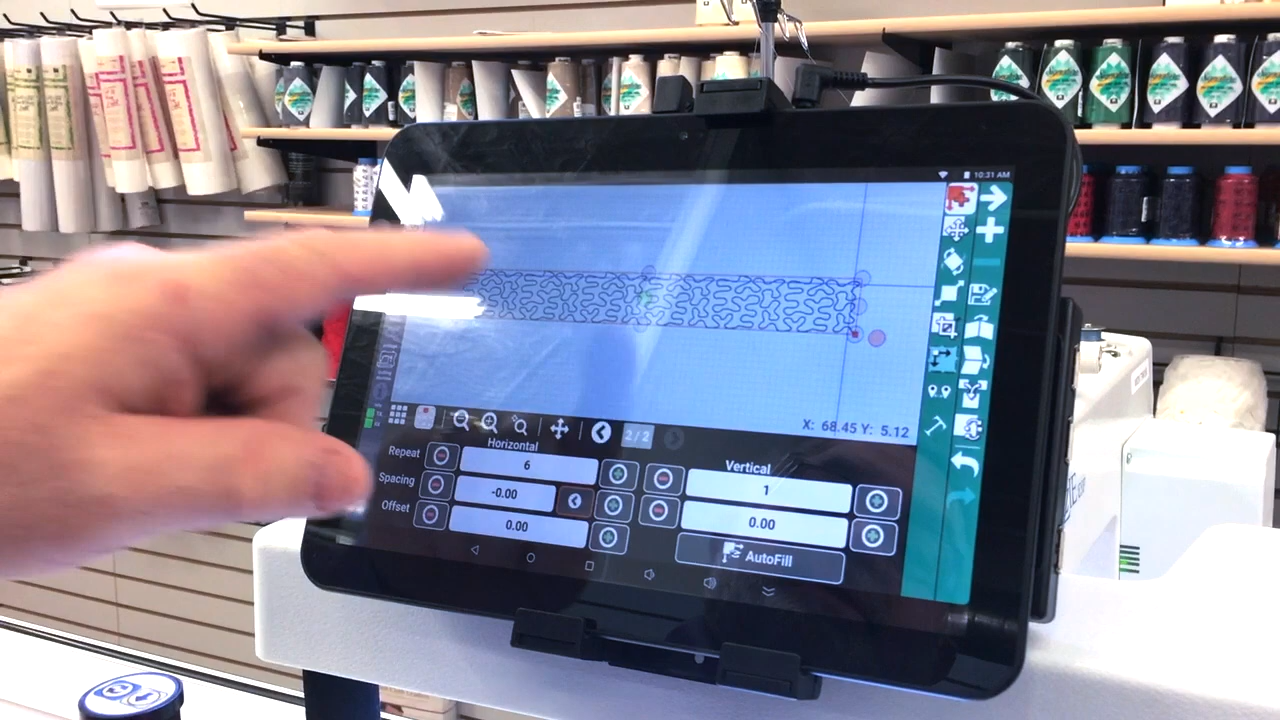 10:31 AM
X: 68.45 Y: 5.12
2/2
Horizontal
Vertical
Repeat
6
1
Spacing
-0.00
0.00
Offset
0.00
AutoFill